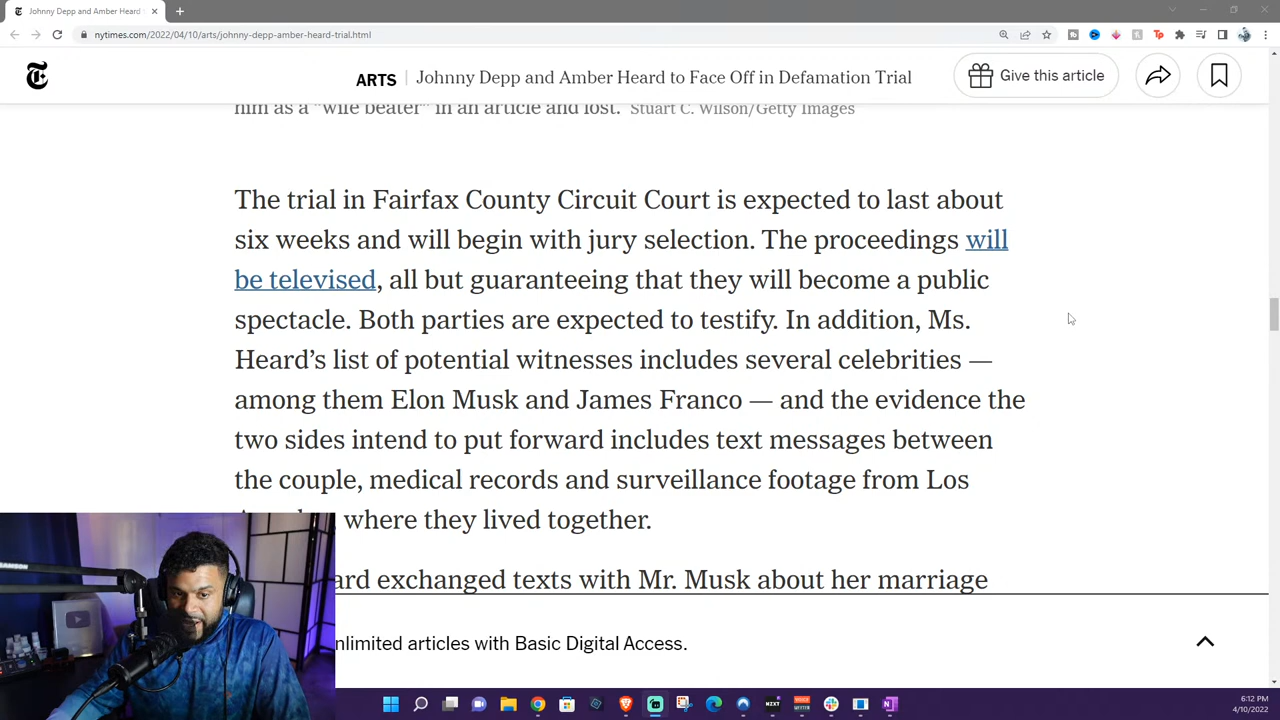 Johnny Depp and Amber Heard
nytimes.com/2022/04/10/arts/johnny-depp-amber-heard-trial.html
ARTS | Johnny Depp and Amber Heard to Face Off in Defamation Trial
Give this article
him as a “wife beater” in an article and lost. Stuart C. Wilson/Getty Images
The trial in Fairfax County Circuit Court is expected to last about
six weeks and will begin with jury selection. The proceedings will
be televised, all but guaranteeing that they will become a public
spectacle. Both parties are expected to testify. In addition, Ms.
Heard’s list of potential witnesses includes several celebrities —
among them Elon Musk and James Franco — and the evidence the
two sides intend to put forward includes text messages between
the couple, medical records and surveillance footage from Los
where they lived together.
ard exchanged texts with Mr. Musk about her marriage
nlimited articles with Basic Digital Access.
SAMSON
6:12 PM
4/10/2022